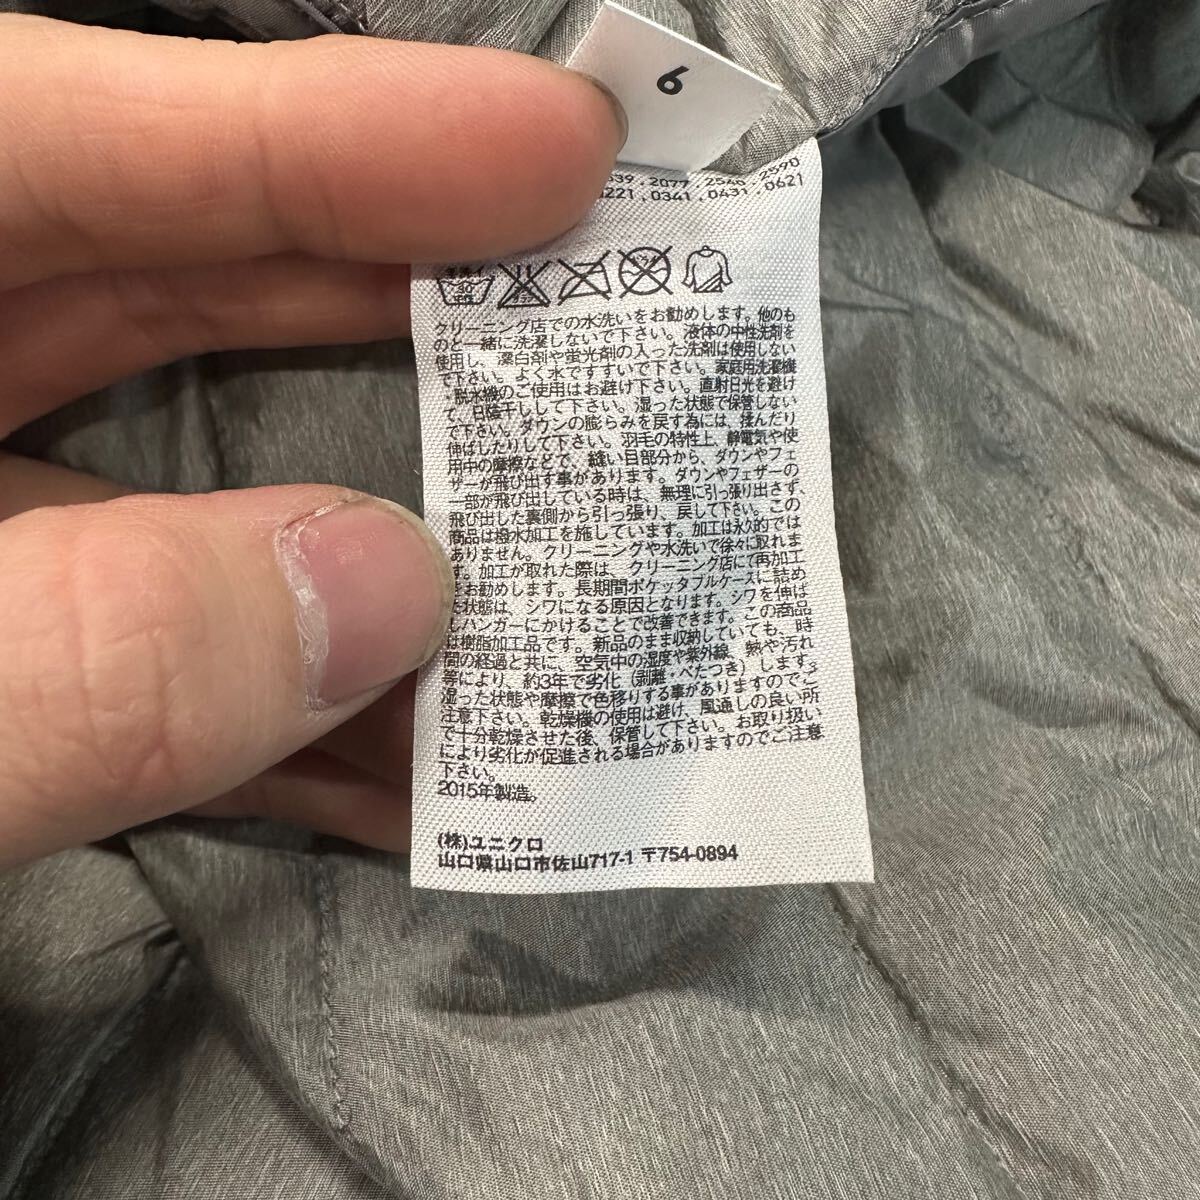 6
539 , 2077 , 2540 , 2590
0221 , 0341 , 0431 , 0621
手洗イ
30
中性
ドライ
クリーニング店での水洗いをお勧めします。他のも
のと一緒に洗濯しないで下さい。液体の中性洗剤を
使用し、漂白剤や蛍光剤の入った洗剤は使用しない
で下さい。よく水ですすいで下さい。家庭用洗濯機
・脱水機のご使用はお避け下さい。直射日光を避け
て、日陰干しして下さい。湿った状態で保管しない
で下さい。ダウンの膨らみを戻す為には、揉んだり
伸ばしたりして下さい。羽毛の特性上、静電気や使
用中の摩擦などで、縫い目部分から、ダウンやフェ
ザーが飛び出す事があります。ダウンやフェザーの
一部が飛び出している時は、無理に引っ張り出さず、
飛び出した裏側から引っ張り、戻して下さい。この
商品は撥水加工を施しています。加工は永久的では
ありません。クリーニングや水洗いで徐々に取れま
す。加工が取れた際は、クリーニング店にて再加工
をお勧めします。長期間ポケッタブルケースに詰め
た状態は、シワになる原因となります。シワを伸ば
しハンガーにかけることで改善できます。この商品
は樹脂加工品です。新品のまま収納していても、時
間の経過と共に、空気中の湿度や紫外線、熱や汚れ
等により、約3年で劣化（剥離・べたつき）します。
湿った状態や摩擦で色移りする事がありますのでご
注意下さい。乾燥機の使用は避け、風通しの良い所
で十分乾燥させた後、保管して下さい。お取り扱い
により劣化が促進される場合がありますのでご注意
下さい。
2015年製造。
(株)ユニクロ
山口県山口市佐山717-1 〒754-0894